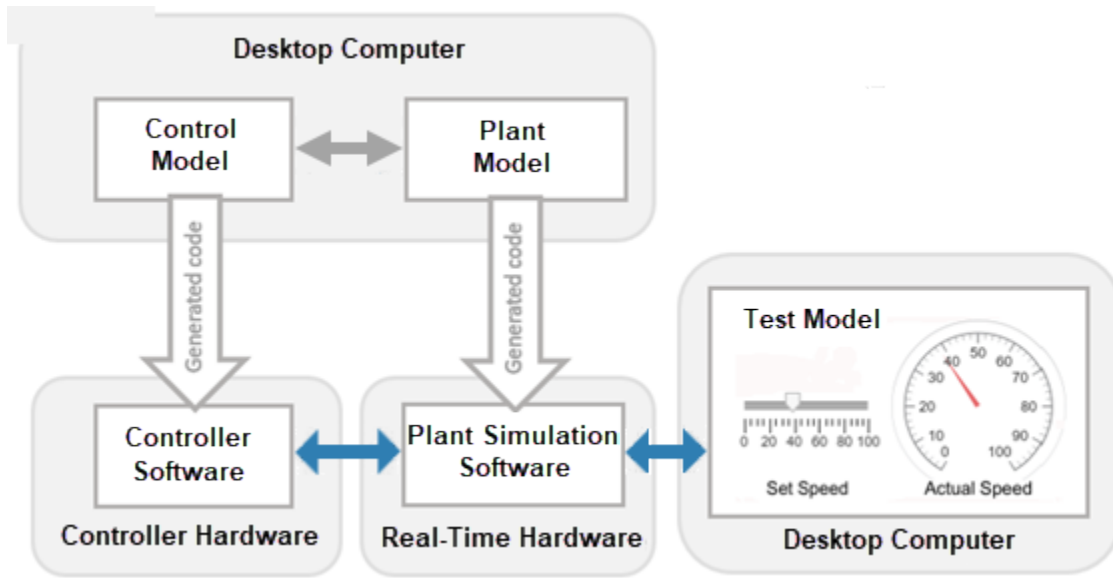 Desktop Computer
Control
Model
Plant
Model
Generated code
Generated code
Test Model
0 20 40 60 80 100
Set Speed
0
10
20
30
40
50
60
70
80
90
100
Actual Speed
Controller
Software
Plant Simulation
Software
Controller Hardware
Real-Time Hardware
Desktop Computer